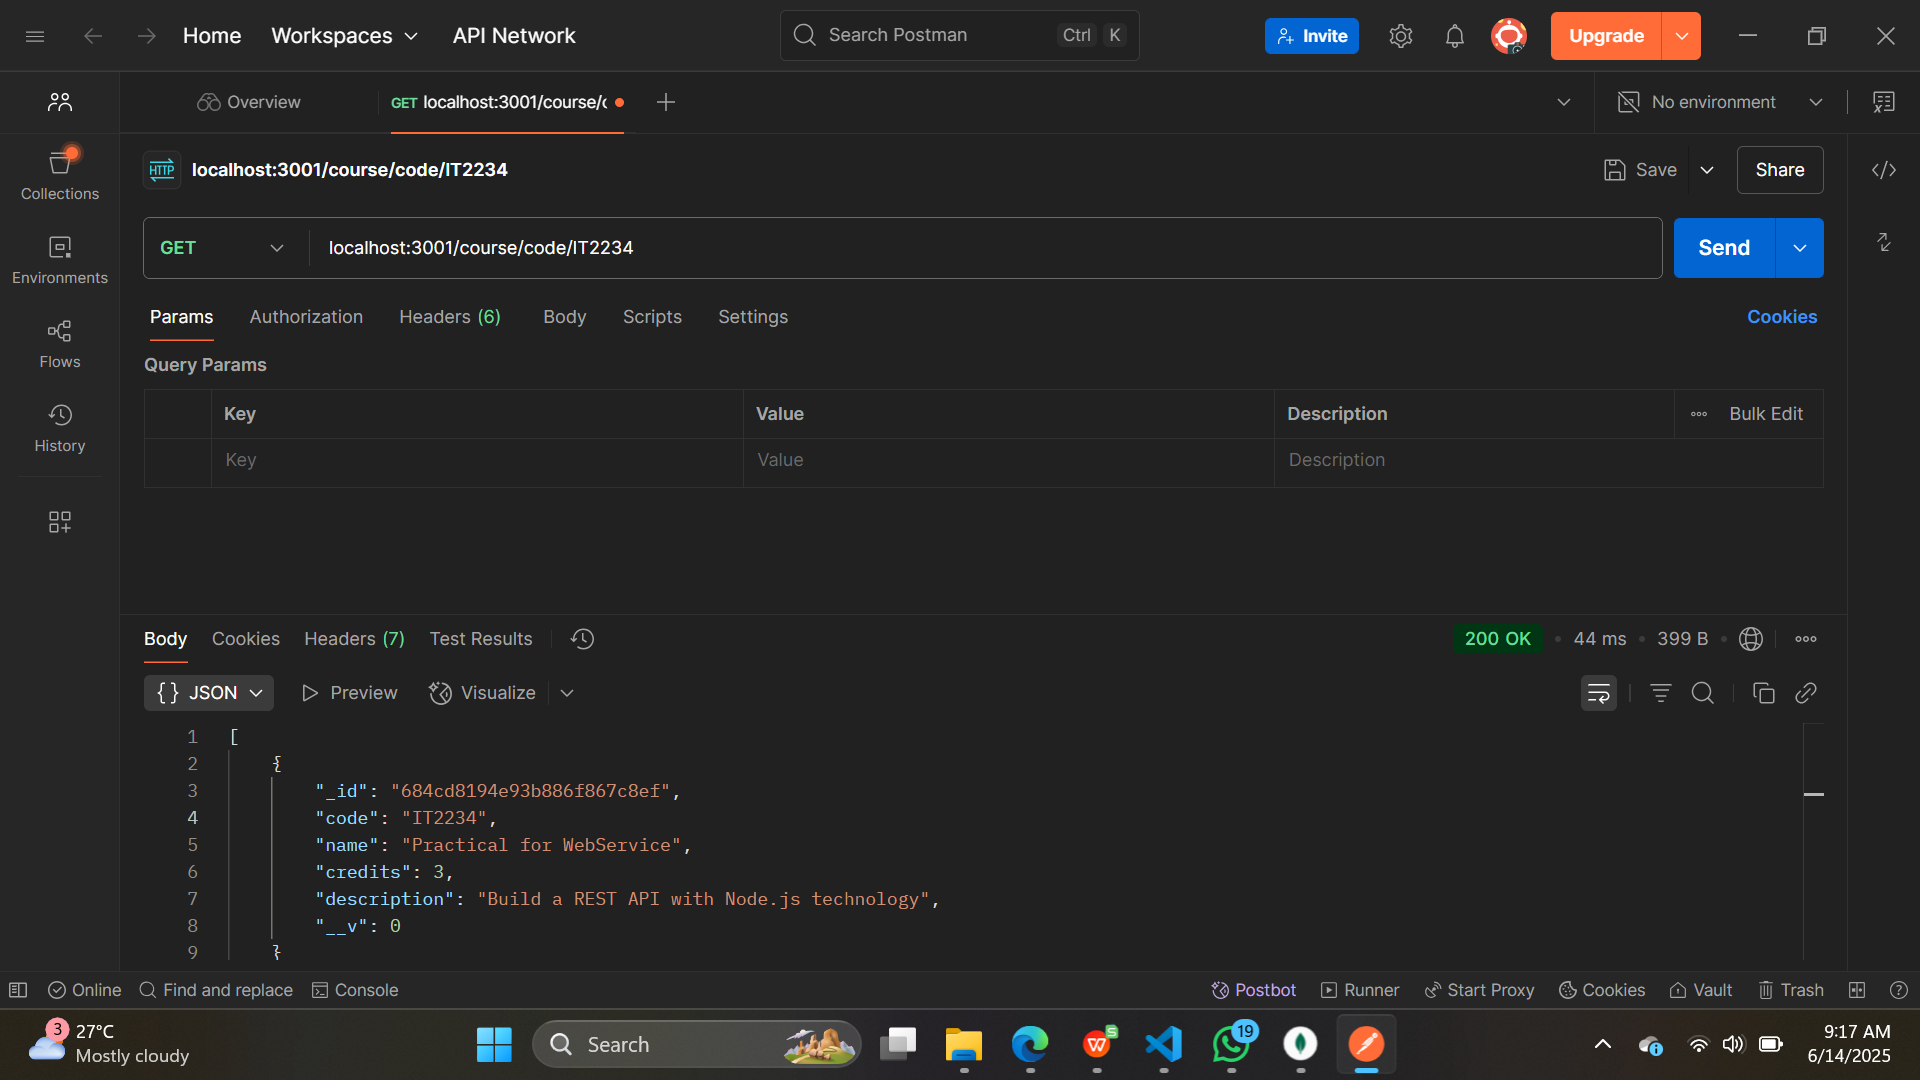 Home Workspaces API Network Search Postman Ctrl K Invite Upgrade
Overview GET localhost:3001/course/c No environment
Collections
Environments
Flows
History
HTTP localhost:3001/course/code/IT2234 Save Share
GET localhost:3001/course/code/IT2234 Send
Params Authorization Headers (6) Body Scripts Settings Cookies
Query Params
Key Value Description Bulk Edit
Key Value Description
Body Cookies Headers (7) Test Results 200 OK • 44 ms • 399 B •
{} JSON Preview Visualize
1 [
2 {
3 "_id": "684cd8194e93b886f867c8ef",
4 "code": "IT2234",
5 "name": "Practical for WebService",
6 "credits": 3,
7 "description": "Build a REST API with Node.js technology",
8 "__v": 0
9 }
Online Find and replace Console Postbot Runner Start Proxy Cookies Vault Trash
3 27°C
Mostly cloudy
Search
W S
19
9:17 AM
6/14/2025